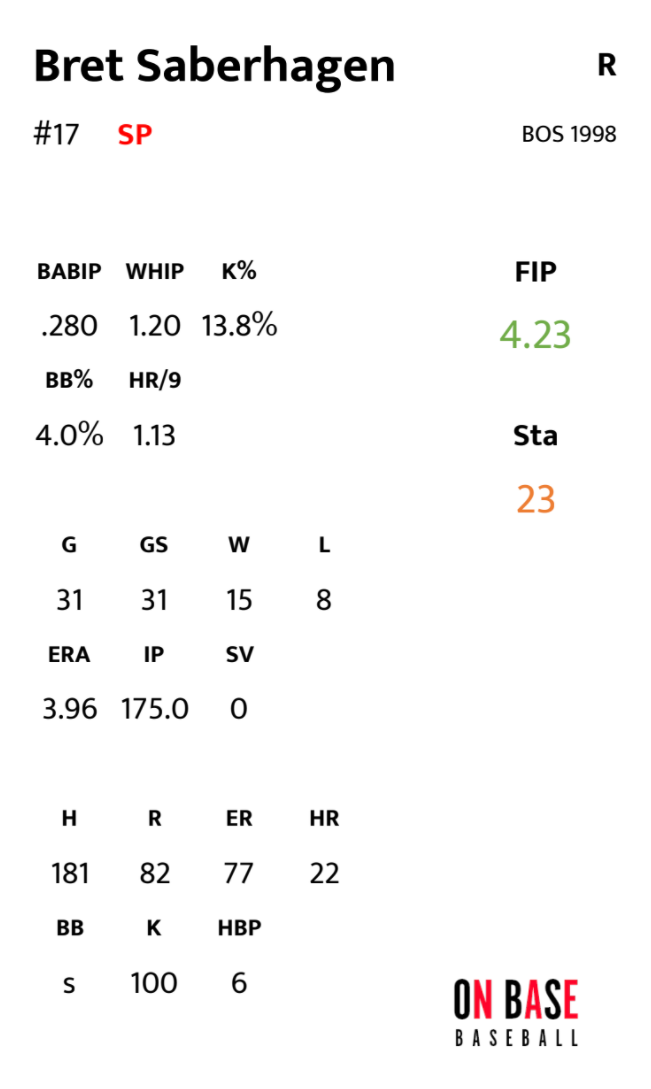 Bret Saberhagen R
#17 SP BOS 1998
BABIP WHIP K% FIP
.280 1.20 13.8% 4.23
BB% HR/9
4.0% 1.13 Sta
23
G GS W L
31 31 15 8
ERA IP SV
3.96 175.0 0
H R ER HR
181 82 77 22
BB K HBP
s 100 6
ON BASE
BASEBALL